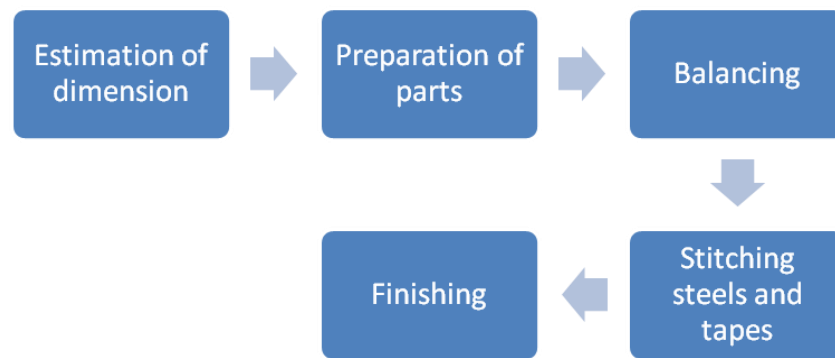 Estimation of
dimension
Preparation of
parts
Balancing
Stitching
steels and
tapes
Finishing